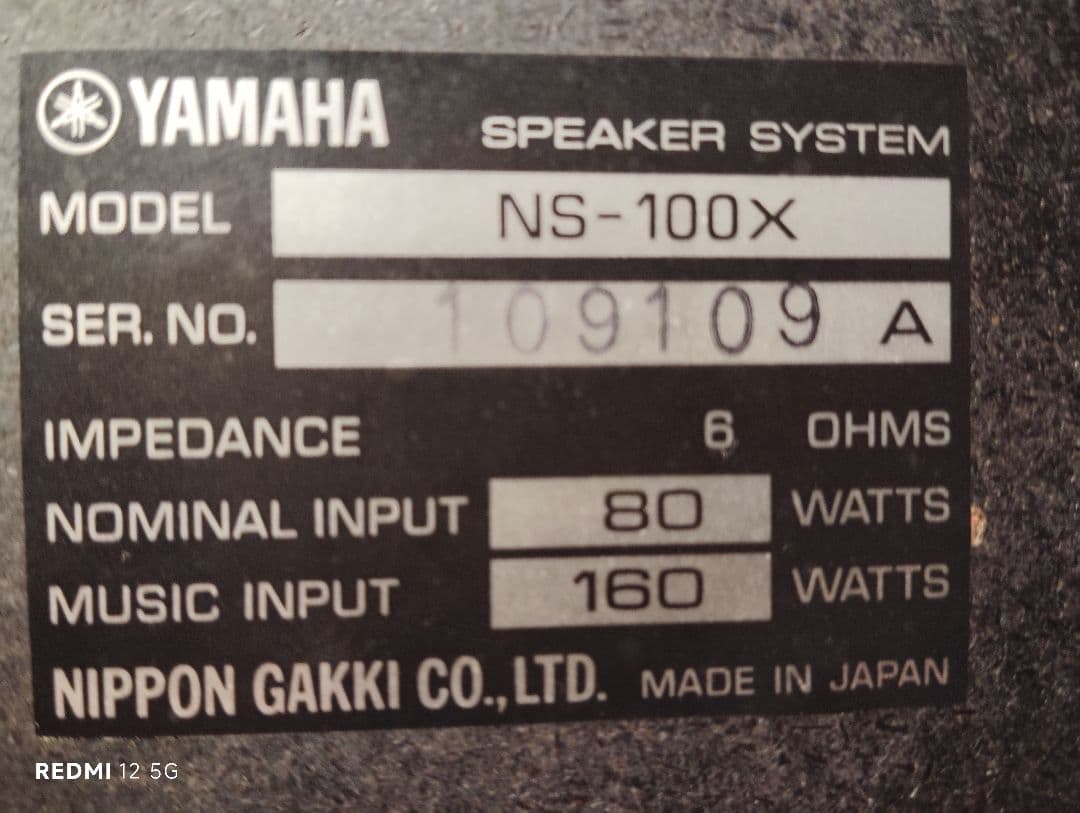 YAMAHA SPEAKER SYSTEM
MODEL NS-100X
SER. NO. 109109 A
IMPEDANCE 6 OHMS
NOMINAL INPUT 80 WATTS
MUSIC INPUT 160 WATTS
NIPPON GAKKI CO., LTD. MADE IN JAPAN
REDMI 12 5G